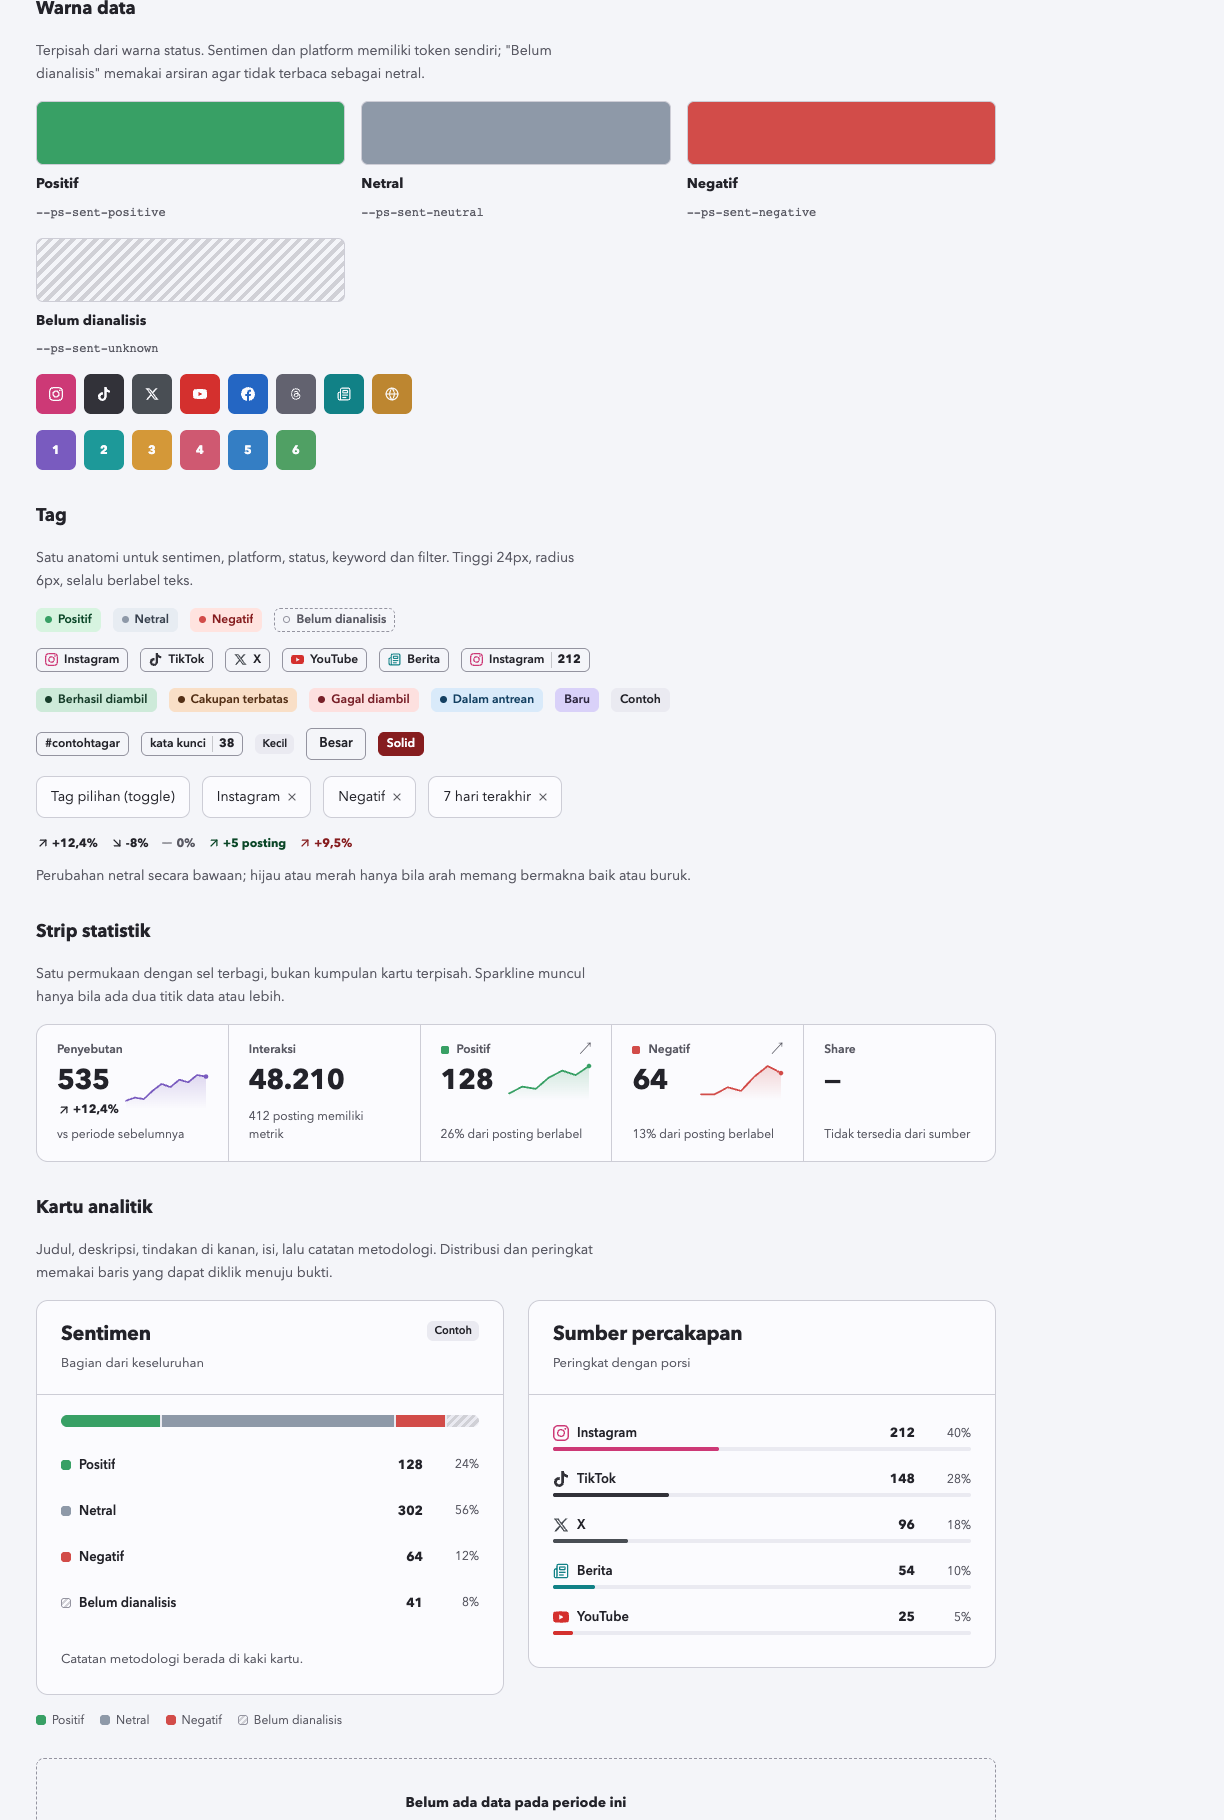 Warna data
Terpisah dari warna status. Sentimen dan platform memiliki token sendiri; "Belum
dianalisis" memakai arsiran agar tidak terbaca sebagai netral.
Positif
Netral
Negatif
--ps-sent-positive
--ps-sent-neutral
--ps-sent-negative
Belum dianalisis
--ps-sent-unknown
1 2 3 4 5 6
Tag
Satu anatomi untuk sentimen, platform, status, keyword dan filter. Tinggi 24px, radius
6px, selalu berlabel teks.
Positif Netral Negatif Belum dianalisis
Instagram TikTok X YouTube Berita Instagram 212
Berhasil diambil Cakupan terbatas Gagal diambil Dalam antrean Baru Contoh
#contohtagar kata kunci 38 Kecil Besar Solid
Tag pilihan (toggle) Instagram × Negatif × 7 hari terakhir ×
↗ +12,4% ↘ -8% — 0% ↗ +5 posting ↗ +9,5%
Perubahan netral secara bawaan; hijau atau merah hanya bila arah memang bermakna baik atau buruk.
Strip statistik
Satu permukaan dengan sel terbagi, bukan kumpulan kartu terpisah. Sparkline muncul
hanya bila ada dua titik data atau lebih.
Penyebutan
535
↗ +12,4%
vs periode sebelumnya
Interaksi
48.210
412 posting memiliki
metrik
Positif
128
26% dari posting berlabel
Negatif
64
13% dari posting berlabel
Share
–
Tidak tersedia dari sumber
Kartu analitik
Judul, deskripsi, tindakan di kanan, isi, lalu catatan metodologi. Distribusi dan peringkat
memakai baris yang dapat diklik menuju bukti.
Sentimen
Contoh
Bagian dari keseluruhan
Positif 128 24%
Netral 302 56%
Negatif 64 12%
Belum dianalisis 41 8%
Catatan metodologi berada di kaki kartu.
Sumber percakapan
Peringkat dengan porsi
Instagram 212 40%
TikTok 148 28%
X 96 18%
Berita 54 10%
YouTube 25 5%
Positif Netral Negatif Belum dianalisis
Belum ada data pada periode ini